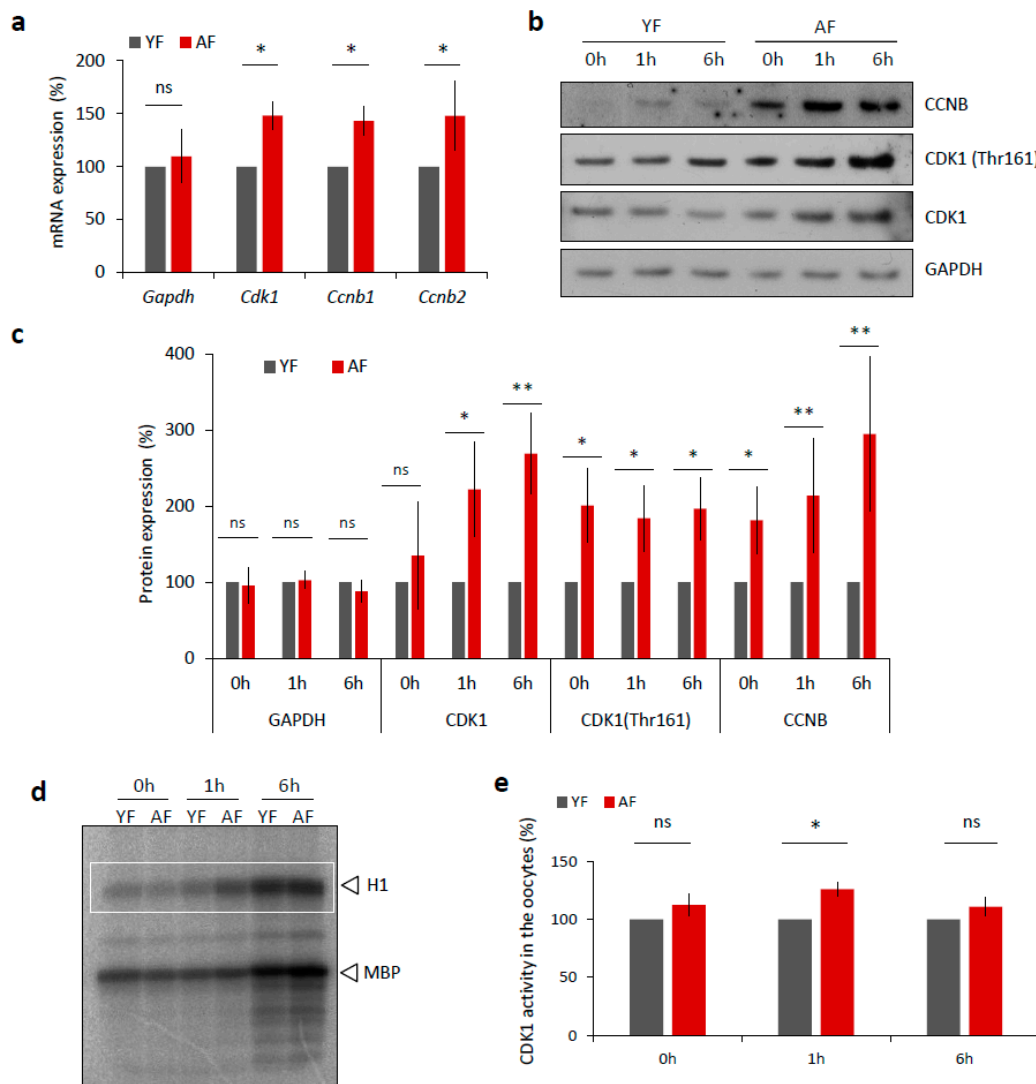 a
YF AF
mRNA expression (%)
200
150
100
50
0
ns
*
*
*
Gapdh Cdk1 Ccnb1 Ccnb2
b
YF AF
0h 1h 6h 0h 1h 6h
CCNB
CDK1 (Thr161)
CDK1
GAPDH
c
YF AF
Protein expression (%)
400
300
200
100
0
ns ns ns ns * ** * * * * ** **
0h 1h 6h 0h 1h 6h 0h 1h 6h 0h 1h 6h
GAPDH CDK1 CDK1(Thr161) CCNB
d
0h 1h 6h
YF AF YF AF YF AF
H1
MBP
e
YF AF
CDK1 activity in the oocytes (%)
ns * ns
150
100
50
0
0h 1h 6h